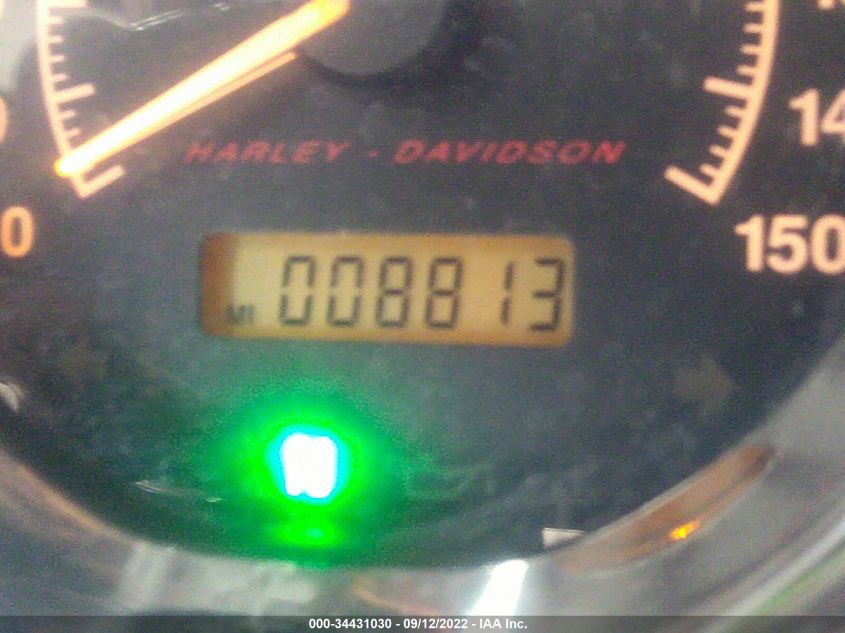 14
HARLEY - DAVIDSON
0
150
MI 008813
N
000-34431030 - 09/12/2022 - IAA Inc.